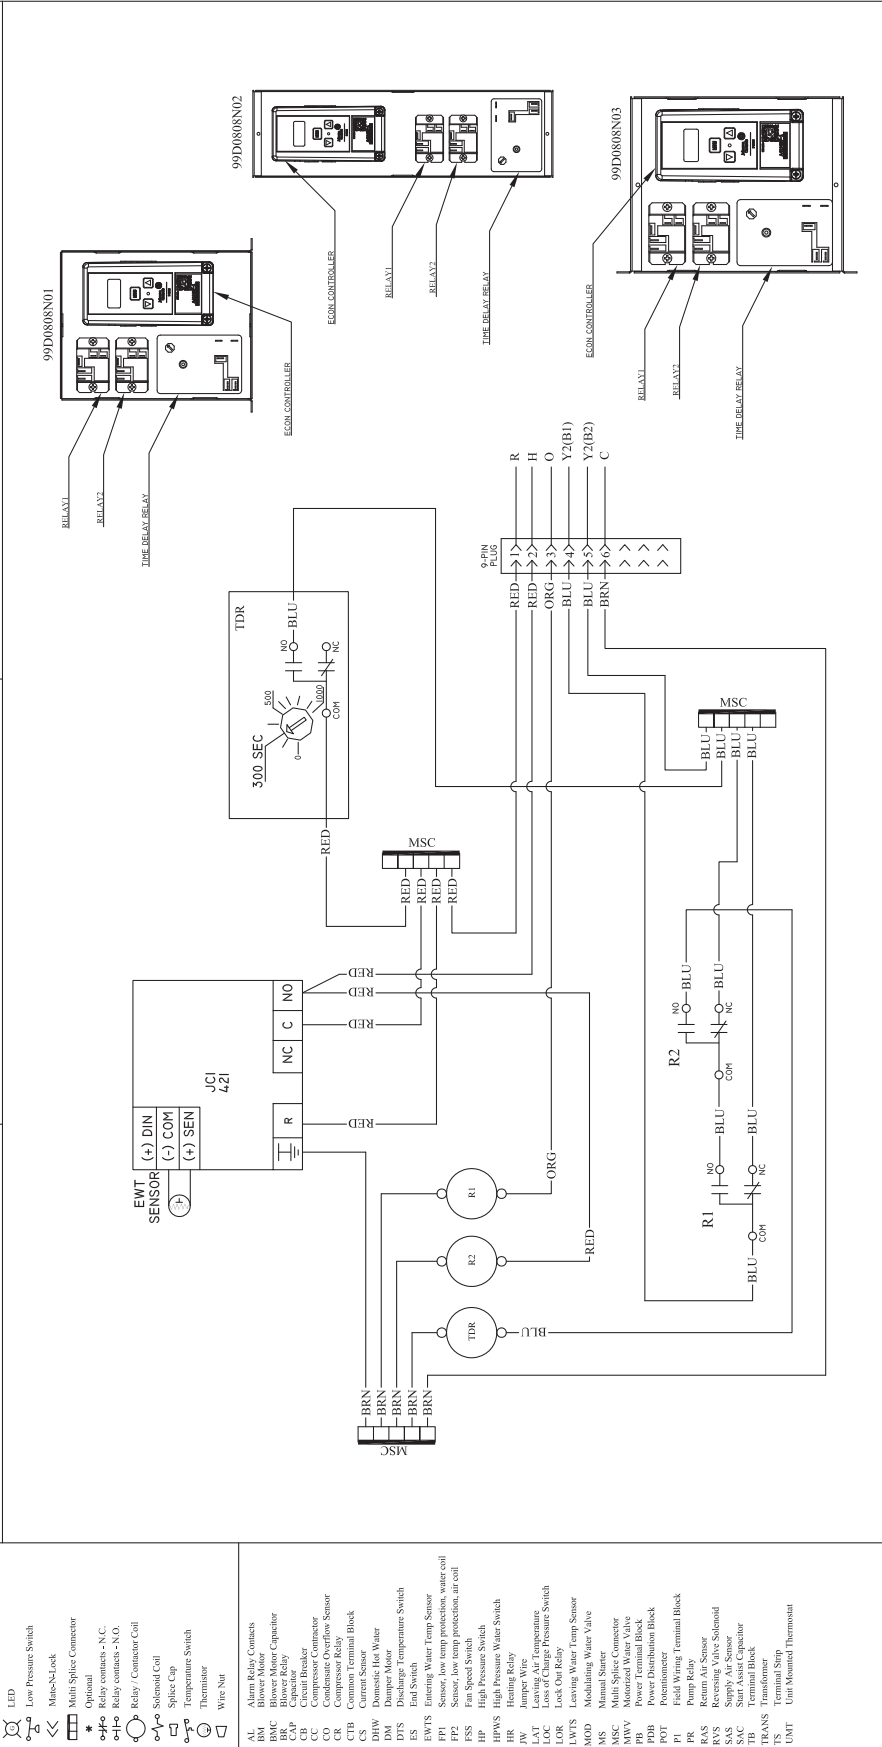 99D0808N01
RELAY1
RELAY2
TIME DELAY RELAY
ECON CONTROLLER
99D0808N02
ECON CONTROLLER
RELAY1
RELAY2
TIME DELAY RELAY
99D0808N03
ECON CONTROLLER
RELAY1
RELAY2
TIME DELAY RELAY
TDR
300 SEC
0
500
1000
NO
NC
COM
BLU
RED
MSC
RED
RED
RED
RED
9-PIN
PLUG
RED 1 R
RED 2 H
ORG 3 O
BLU 4 Y2(B1)
BLU 5 Y2(B2)
BRN 6 C
MSC
BLU
BLU
BLU
BLU
JCI
421
EWT
SENSOR
(+) DIN
(-) COM
(+) SEN
R
NC
C
NO
RED
RED
RED
RED
R2
NO
NC
COM
BLU
BLU
R1
NO
NC
COM
BLU
BLU
BLU
R1
ORG
R2
RED
TDR
BLU
MSC
BRN
BRN
BRN
BRN
BRN
LED
Low Pressure Switch
Mate-N-Lock
Multi Splice Connector
* Optional
Relay contacts - N.C.
Relay contacts - N.O.
Relay / Contactor Coil
Solenoid Coil
Splice Cap
Temperature Switch
Thermistor
Wire Nut
AL Alarm Relay Contacts
BM Blower Motor
BMC Blower Motor Capacitor
BR Blower Relay
CAP Capacitor
CB Circuit Breaker
CC Compressor Contractor
CO Condensate Overflow Sensor
CR Compressor Relay
CTB Common Terminal Block
CS Current Sensor
DHW Domestic Hot Water
DM Damper Motor
DTS Discharge Temperature Switch
ES End Switch
EWTS Entering Water Temp Sensor
FP1 Sensor, low temp protection, water coil
FP2 Sensor, low temp protection, air coil
FSS Fan Speed Switch
HP High Pressure Switch
HPWS High Pressure Water Switch
HR Heating Relay
JW Jumper Wire
LAT Leaving Air Temperature
LOC Loss of Charge Pressure Switch
LOR Lock Out Relay
LWTS Leaving Water Temp Sensor
MOD Modulating Water Valve
MS Manual Starter
MSC Multi Splice Connector
MWV Motorized Water Valve
PB Power Terminal Block
PDB Power Distribution Block
POT Potentiometer
P1 Field Wiring Terminal Block
PR Pump Relay
RAS Return Air Sensor
RVS Reversing Valve Solenoid
SAS Supply Air Sensor
SAC Start Assist Capacitor
TB Terminal Block
TRANS Transformer
TS Terminal Strip
UMT Unit Mounted Thermostat